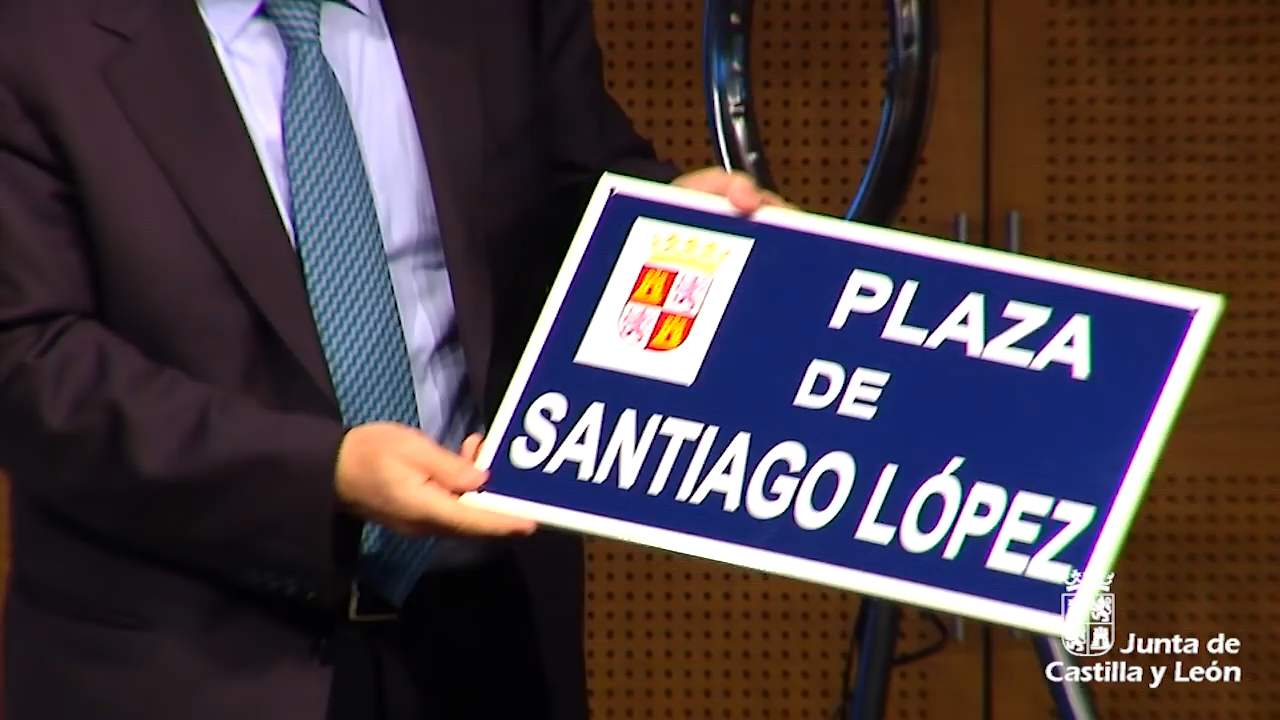 PLAZA
DE
SANTIAGO LÓPEZ
Junta de
Castilla y León